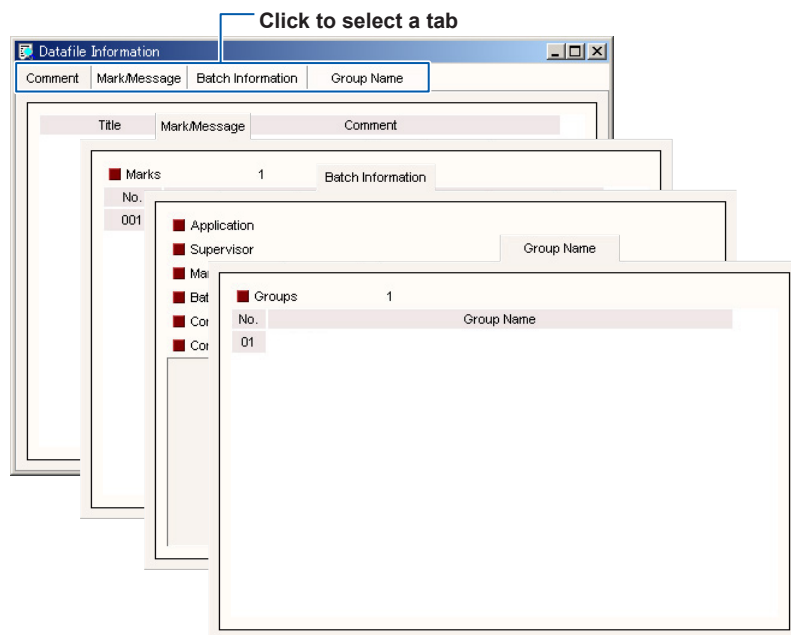 Click to select a tab
Datafile Information
Comment Mark/Message Batch Information Group Name
Title Mark/Message Comment
Marks 1 Batch Information
No.
001
Application
Supervisor Group Name
Groups 1
No. Group Name
01